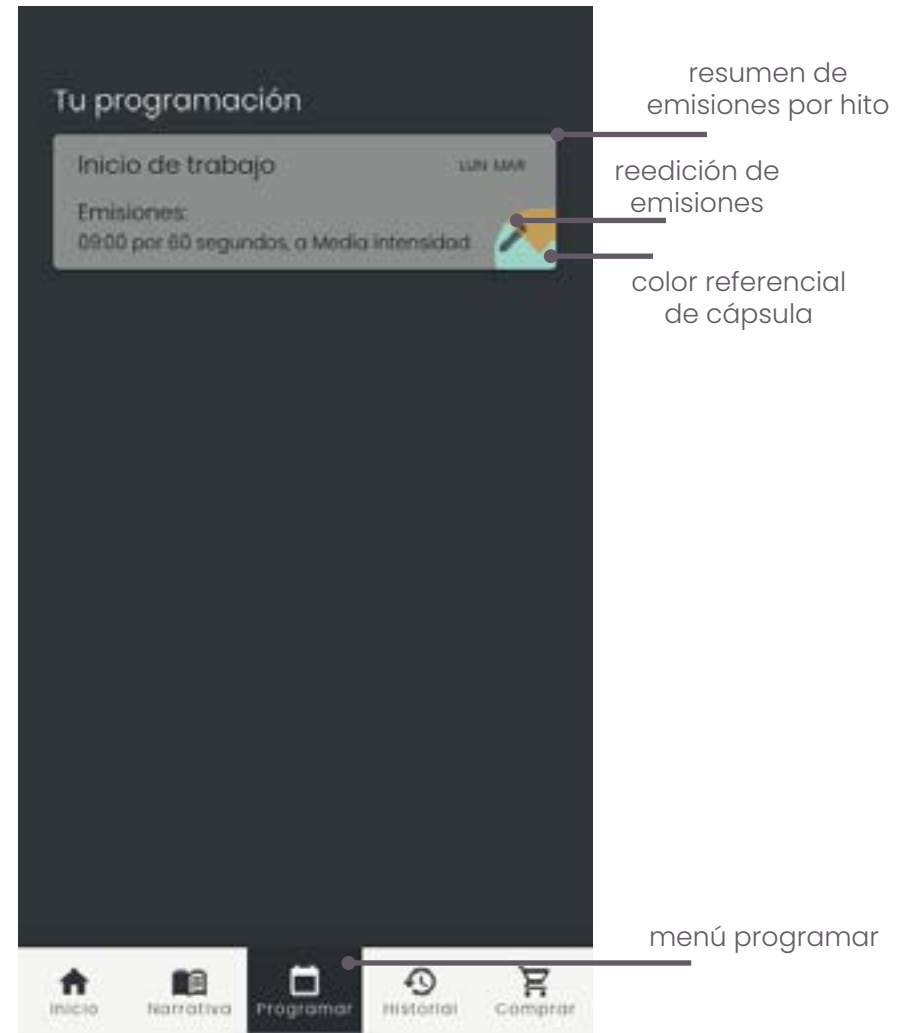 Tu programación
Inicio de trabajo
LUN MAR
Emisiones:
09:00 por 60 segundos, a Media intensidad
resumen de
emisiones por hito
reedición de
emisiones
color referencial
de cápsula
menú programar
Inicio
Narrativa
Programar
Historial
Comprar